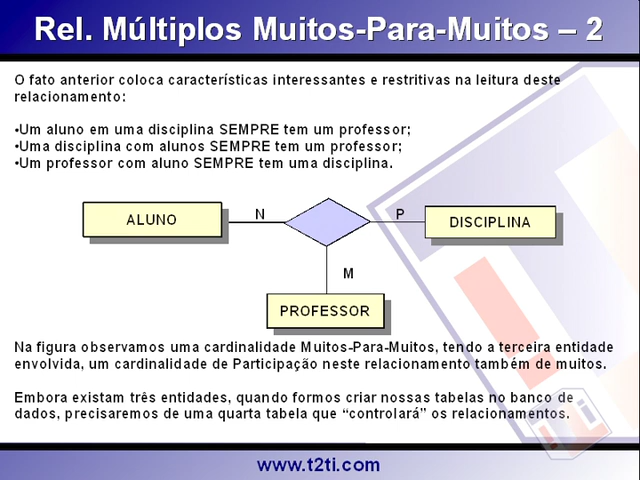 Rel. Múltiplos Muitos-Para-Muitos – 2
O fato anterior coloca características interessantes e restritivas na leitura deste
relacionamento:
•Um aluno em uma disciplina SEMPRE tem um professor;
•Uma disciplina com alunos SEMPRE tem um professor;
•Um professor com aluno SEMPRE tem uma disciplina.
ALUNO
N
P
DISCIPLINA
M
PROFESSOR
Na figura observamos uma cardinalidade Muitos-Para-Muitos, tendo a terceira entidade
envolvida, um cardinalidade de Participação neste relacionamento também de muitos.
Embora existam três entidades, quando formos criar nossas tabelas no banco de
dados, precisaremos de uma quarta tabela que “controlará” os relacionamentos.
www.t2ti.com